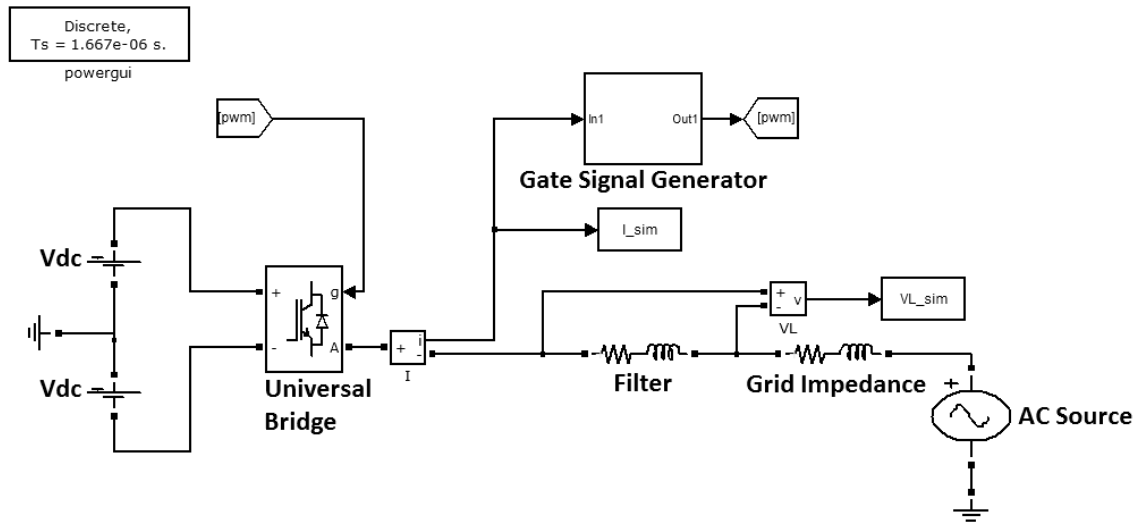 Discrete,
Ts = 1.667e-06 s.
powergui
[pwm]
In1
Out1
[pwm]
Gate Signal Generator
I_sim
Vdc
+
g
-
A
Universal
Bridge
+
i
-
I
+
-
v
VL
VL_sim
Filter
Grid Impedance
Vdc
+
AC Source